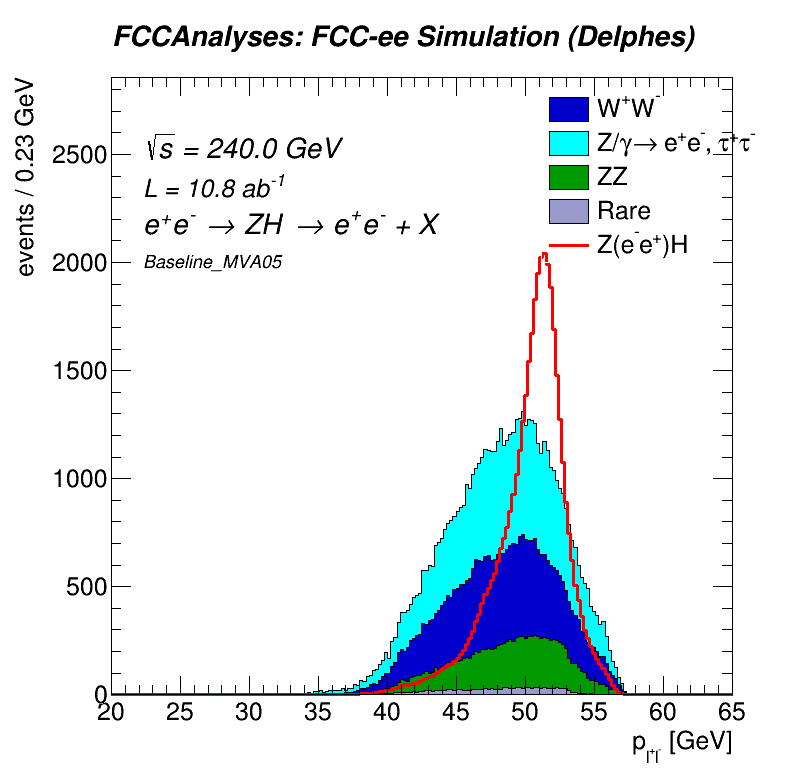 FCCAnalyses: FCC-ee Simulation (Delphes)
events / 0.23 GeV
√s = 240.0 GeV
L = 10.8 ab⁻¹
e⁺e⁻ → ZH → e⁺e⁻ + X
Baseline_MVA05
W⁺W⁻
Z/γ→ e⁺e⁻, τ⁺τ⁻
ZZ
Rare
Z(e⁻e⁺)H
2500
2000
1500
1000
500
0
20 25 30 35 40 45 50 55 60 65
p_l⁺l⁻ [GeV]